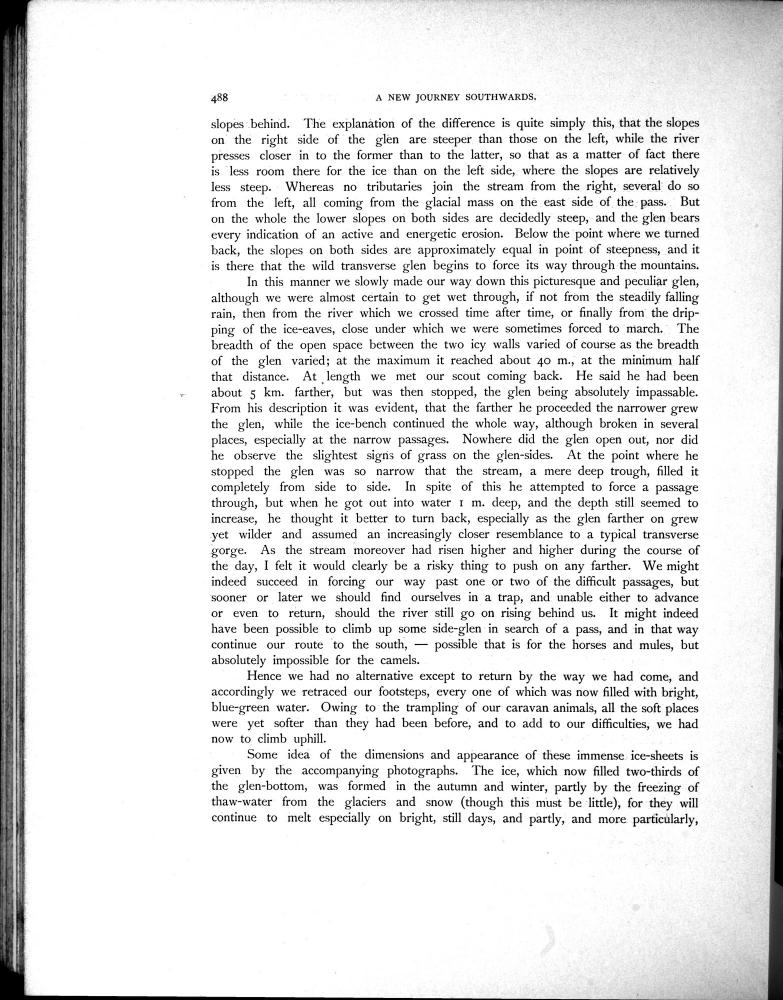 488
A NEW JOURNEY SOUTHWARDS.
slopes behind. The explanation of the difference is quite simply this, that the slopes
on the right side of the glen are steeper than those on the left, while the river
presses closer in to the former than to the latter, so that as a matter of fact there
is less room there for the ice than on the left side, where the slopes are relatively
less steep. Whereas no tributaries join the stream from the right, several do so
from the left, all coming from the glacial mass on the east side of the pass. But
on the whole the lower slopes on both sides are decidedly steep, and the glen bears
every indication of an active and energetic erosion. Below the point where we turned
back, the slopes on both sides are approximately equal in point of steepness, and it
is there that the wild transverse glen begins to force its way through the mountains.
In this manner we slowly made our way down this picturesque and peculiar glen,
although we were almost certain to get wet through, if not from the steadily falling
rain, then from the river which we crossed time after time, or finally from the drip-
ping of the ice-eaves, close under which we were sometimes forced to march. The
breadth of the open space between the two icy walls varied of course as the breadth
of the glen varied; at the maximum it reached about 40 m., at the minimum half
that distance. At length we met our scout coming back. He said he had been
about 5 km. farther, but was then stopped, the glen being absolutely impassable.
From his description it was evident, that the farther he proceeded the narrower grew
the glen, while the ice-bench continued the whole way, although broken in several
places, especially at the narrow passages. Nowhere did the glen open out, nor did
he observe the slightest signs of grass on the glen-sides. At the point where he
stopped the glen was so narrow that the stream, a mere deep trough, filled it
completely from side to side. In spite of this he attempted to force a passage
through, but when he got out into water 1 m. deep, and the depth still seemed to
increase, he thought it better to turn back, especially as the glen farther on grew
yet wilder and assumed an increasingly closer resemblance to a typical transverse
gorge. As the stream moreover had risen higher and higher during the course of
the day, I felt it would clearly be a risky thing to push on any farther. We might
indeed succeed in forcing our way past one or two of the difficult passages, but
sooner or later we should find ourselves in a trap, and unable either to advance
or even to return, should the river still go on rising behind us. It might indeed
have been possible to climb up some side-glen in search of a pass, and in that way
continue our route to the south, — possible that is for the horses and mules, but
absolutely impossible for the camels.
Hence we had no alternative except to return by the way we had come, and
accordingly we retraced our footsteps, every one of which was now filled with bright,
blue-green water. Owing to the trampling of our caravan animals, all the soft places
were yet softer than they had been before, and to add to our difficulties, we had
now to climb uphill.
Some idea of the dimensions and appearance of these immense ice-sheets is
given by the accompanying photographs. The ice, which now filled two-thirds of
the glen-bottom, was formed in the autumn and winter, partly by the freezing of
thaw-water from the glaciers and snow (though this must be little), for they will
continue to melt especially on bright, still days, and partly, and more particularly,